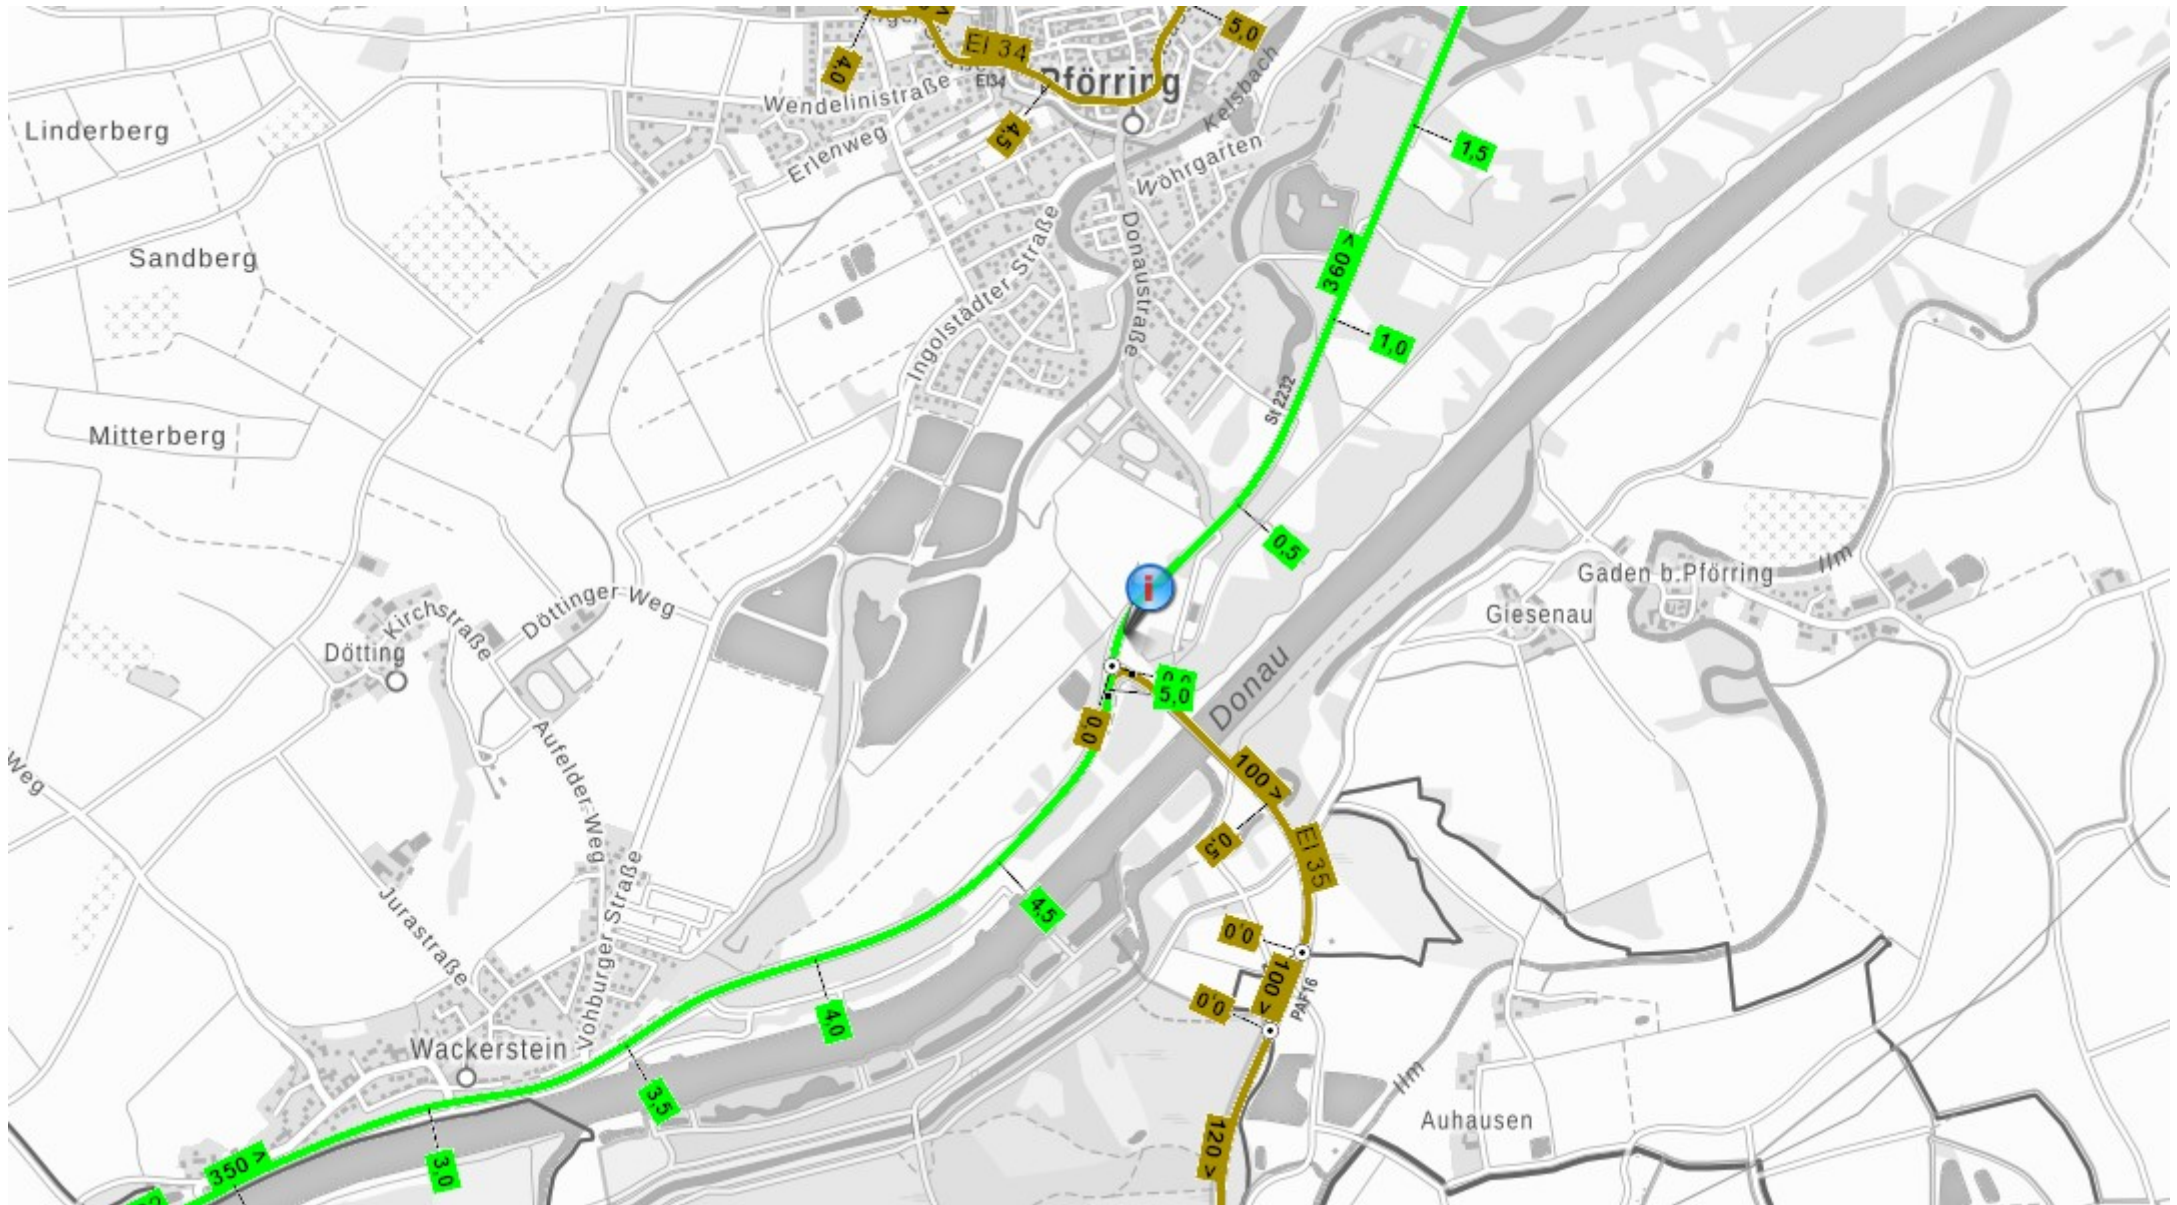 EI 34
5,0
4,0
EI34
Pförring
Kelsbach
Wendelinistraße
4,5
Linderberg
Erlenweg
1,5
Wöhrgarten
Sandberg
Ingolstädter Straße
Donaustraße
360 >
1,0
St 2232
Mitterberg
0,5
Ilm
Gaden b.Pförring
i
Döttinger Weg
Kirchstraße
Giesenau
Dötting
0,0
5,0
Donau
0,0
Weg
Aufelder-Weg
100 >
0,5
EI 35
Jurastraße
Vohburger Straße
4,5
0,0
100 >
0,0
PAF16
4,0
Wackerstein
Ilm
3,5
Auhausen
120 >
350 >
3,0